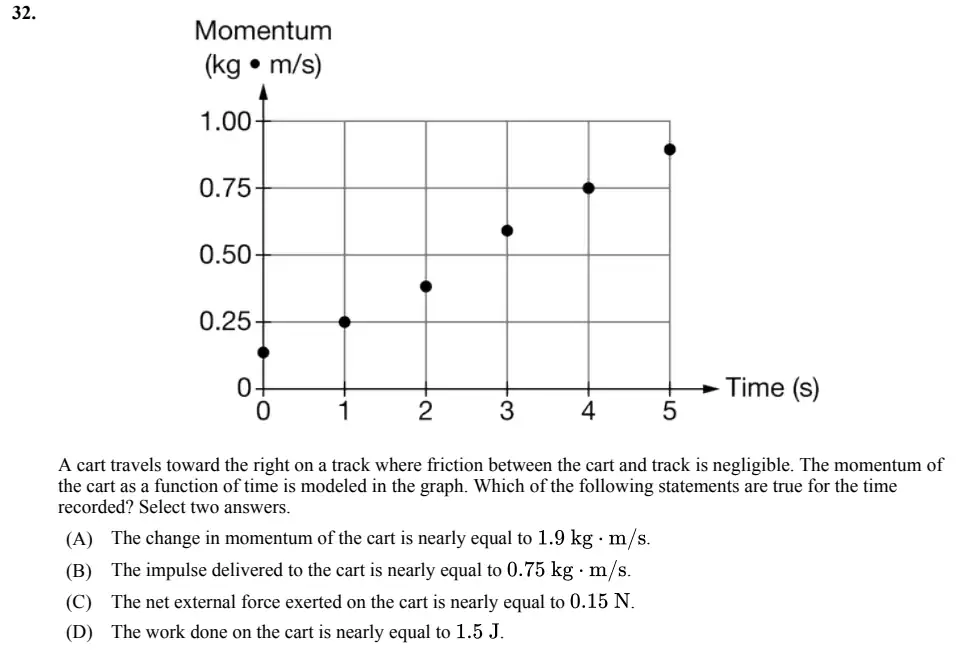 32.
Momentum
(kg • m/s)
1.00
0.75
0.50
0.25
0
0 1 2 3 4 5
Time (s)
A cart travels toward the right on a track where friction between the cart and track is negligible. The momentum of
the cart as a function of time is modeled in the graph. Which of the following statements are true for the time
recorded? Select two answers.
(A) The change in momentum of the cart is nearly equal to 1.9 kg · m/s.
(B) The impulse delivered to the cart is nearly equal to 0.75 kg · m/s.
(C) The net external force exerted on the cart is nearly equal to 0.15 N.
(D) The work done on the cart is nearly equal to 1.5 J.